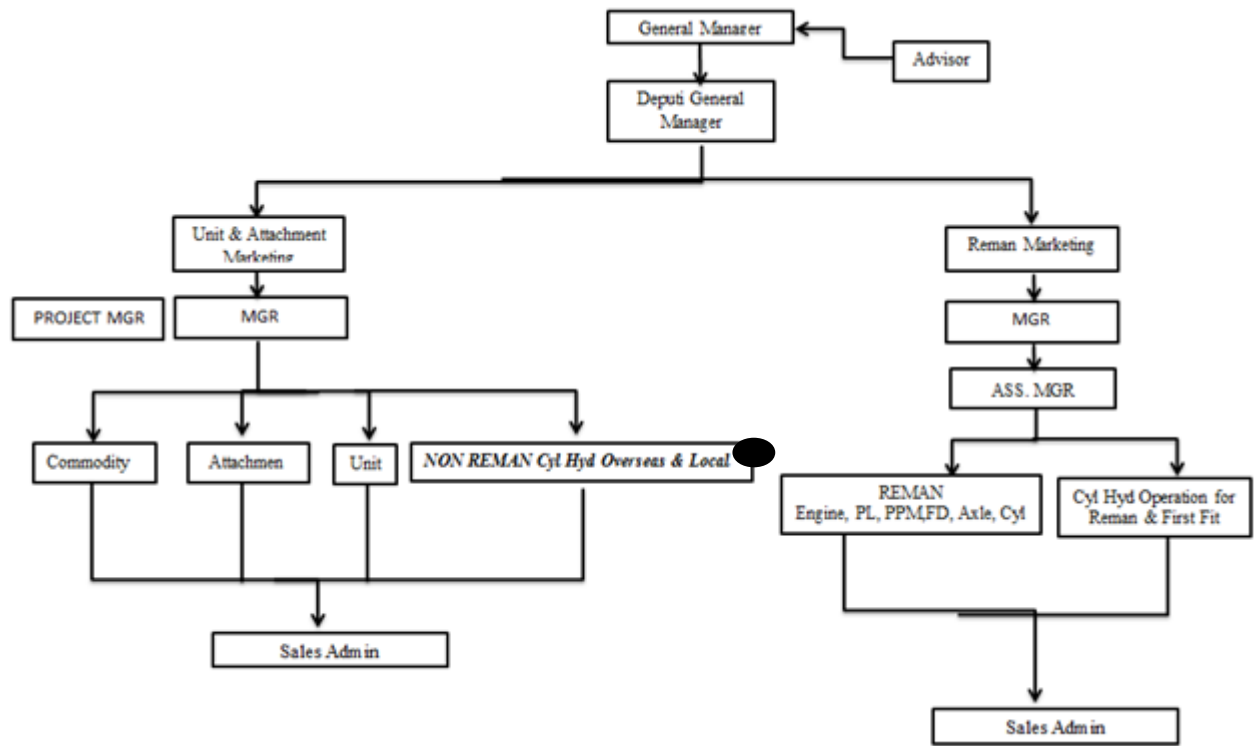 General Manager
Advisor
Deputi General
Manager
Unit & Attachment
Marketing
Reman Marketing
PROJECT MGR
MGR
MGR
ASS. MGR
Commodity
Attachmen
Unit
NON REMAN Cyl Hyd Overseas & Local
REMAN
Engine, PL, PPM,FD, Axle, Cyl
Cyl Hyd Operation for
Reman & First Fit
Sales Admin
Sales Admin